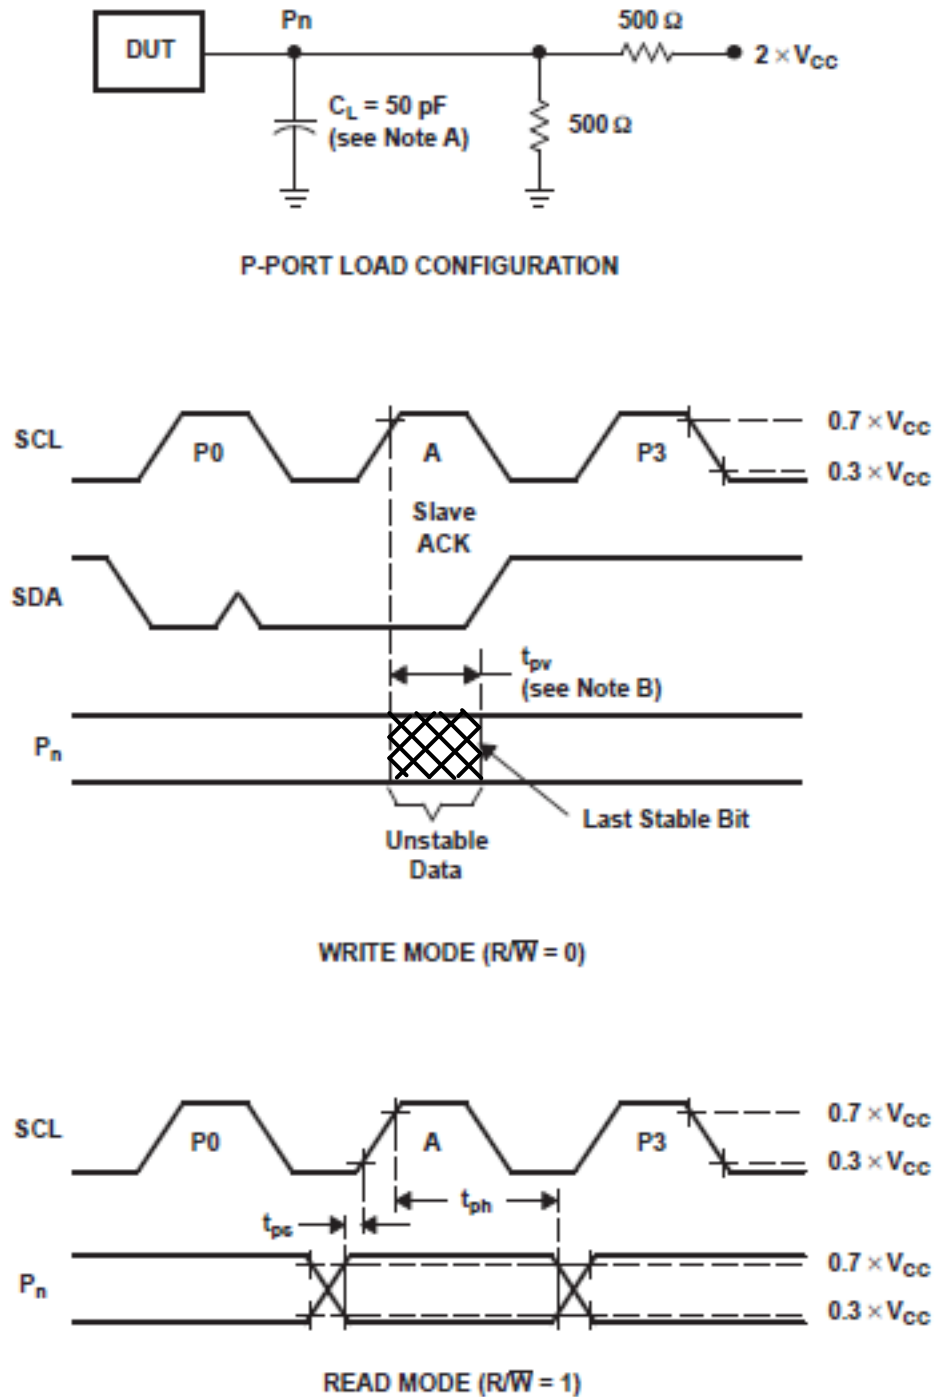 Pn
500 Ω
DUT
2 × VCC
CL = 50 pF
(see Note A)
500 Ω
P-PORT LOAD CONFIGURATION
SCL
P0
A
P3
0.7 × VCC
0.3 × VCC
Slave
ACK
SDA
tpv
(see Note B)
Pn
Last Stable Bit
Unstable
Data
WRITE MODE (R/W̅ = 0)
SCL
P0
A
P3
0.7 × VCC
0.3 × VCC
tph
tps
Pn
0.7 × VCC
0.3 × VCC
READ MODE (R/W̅ = 1)